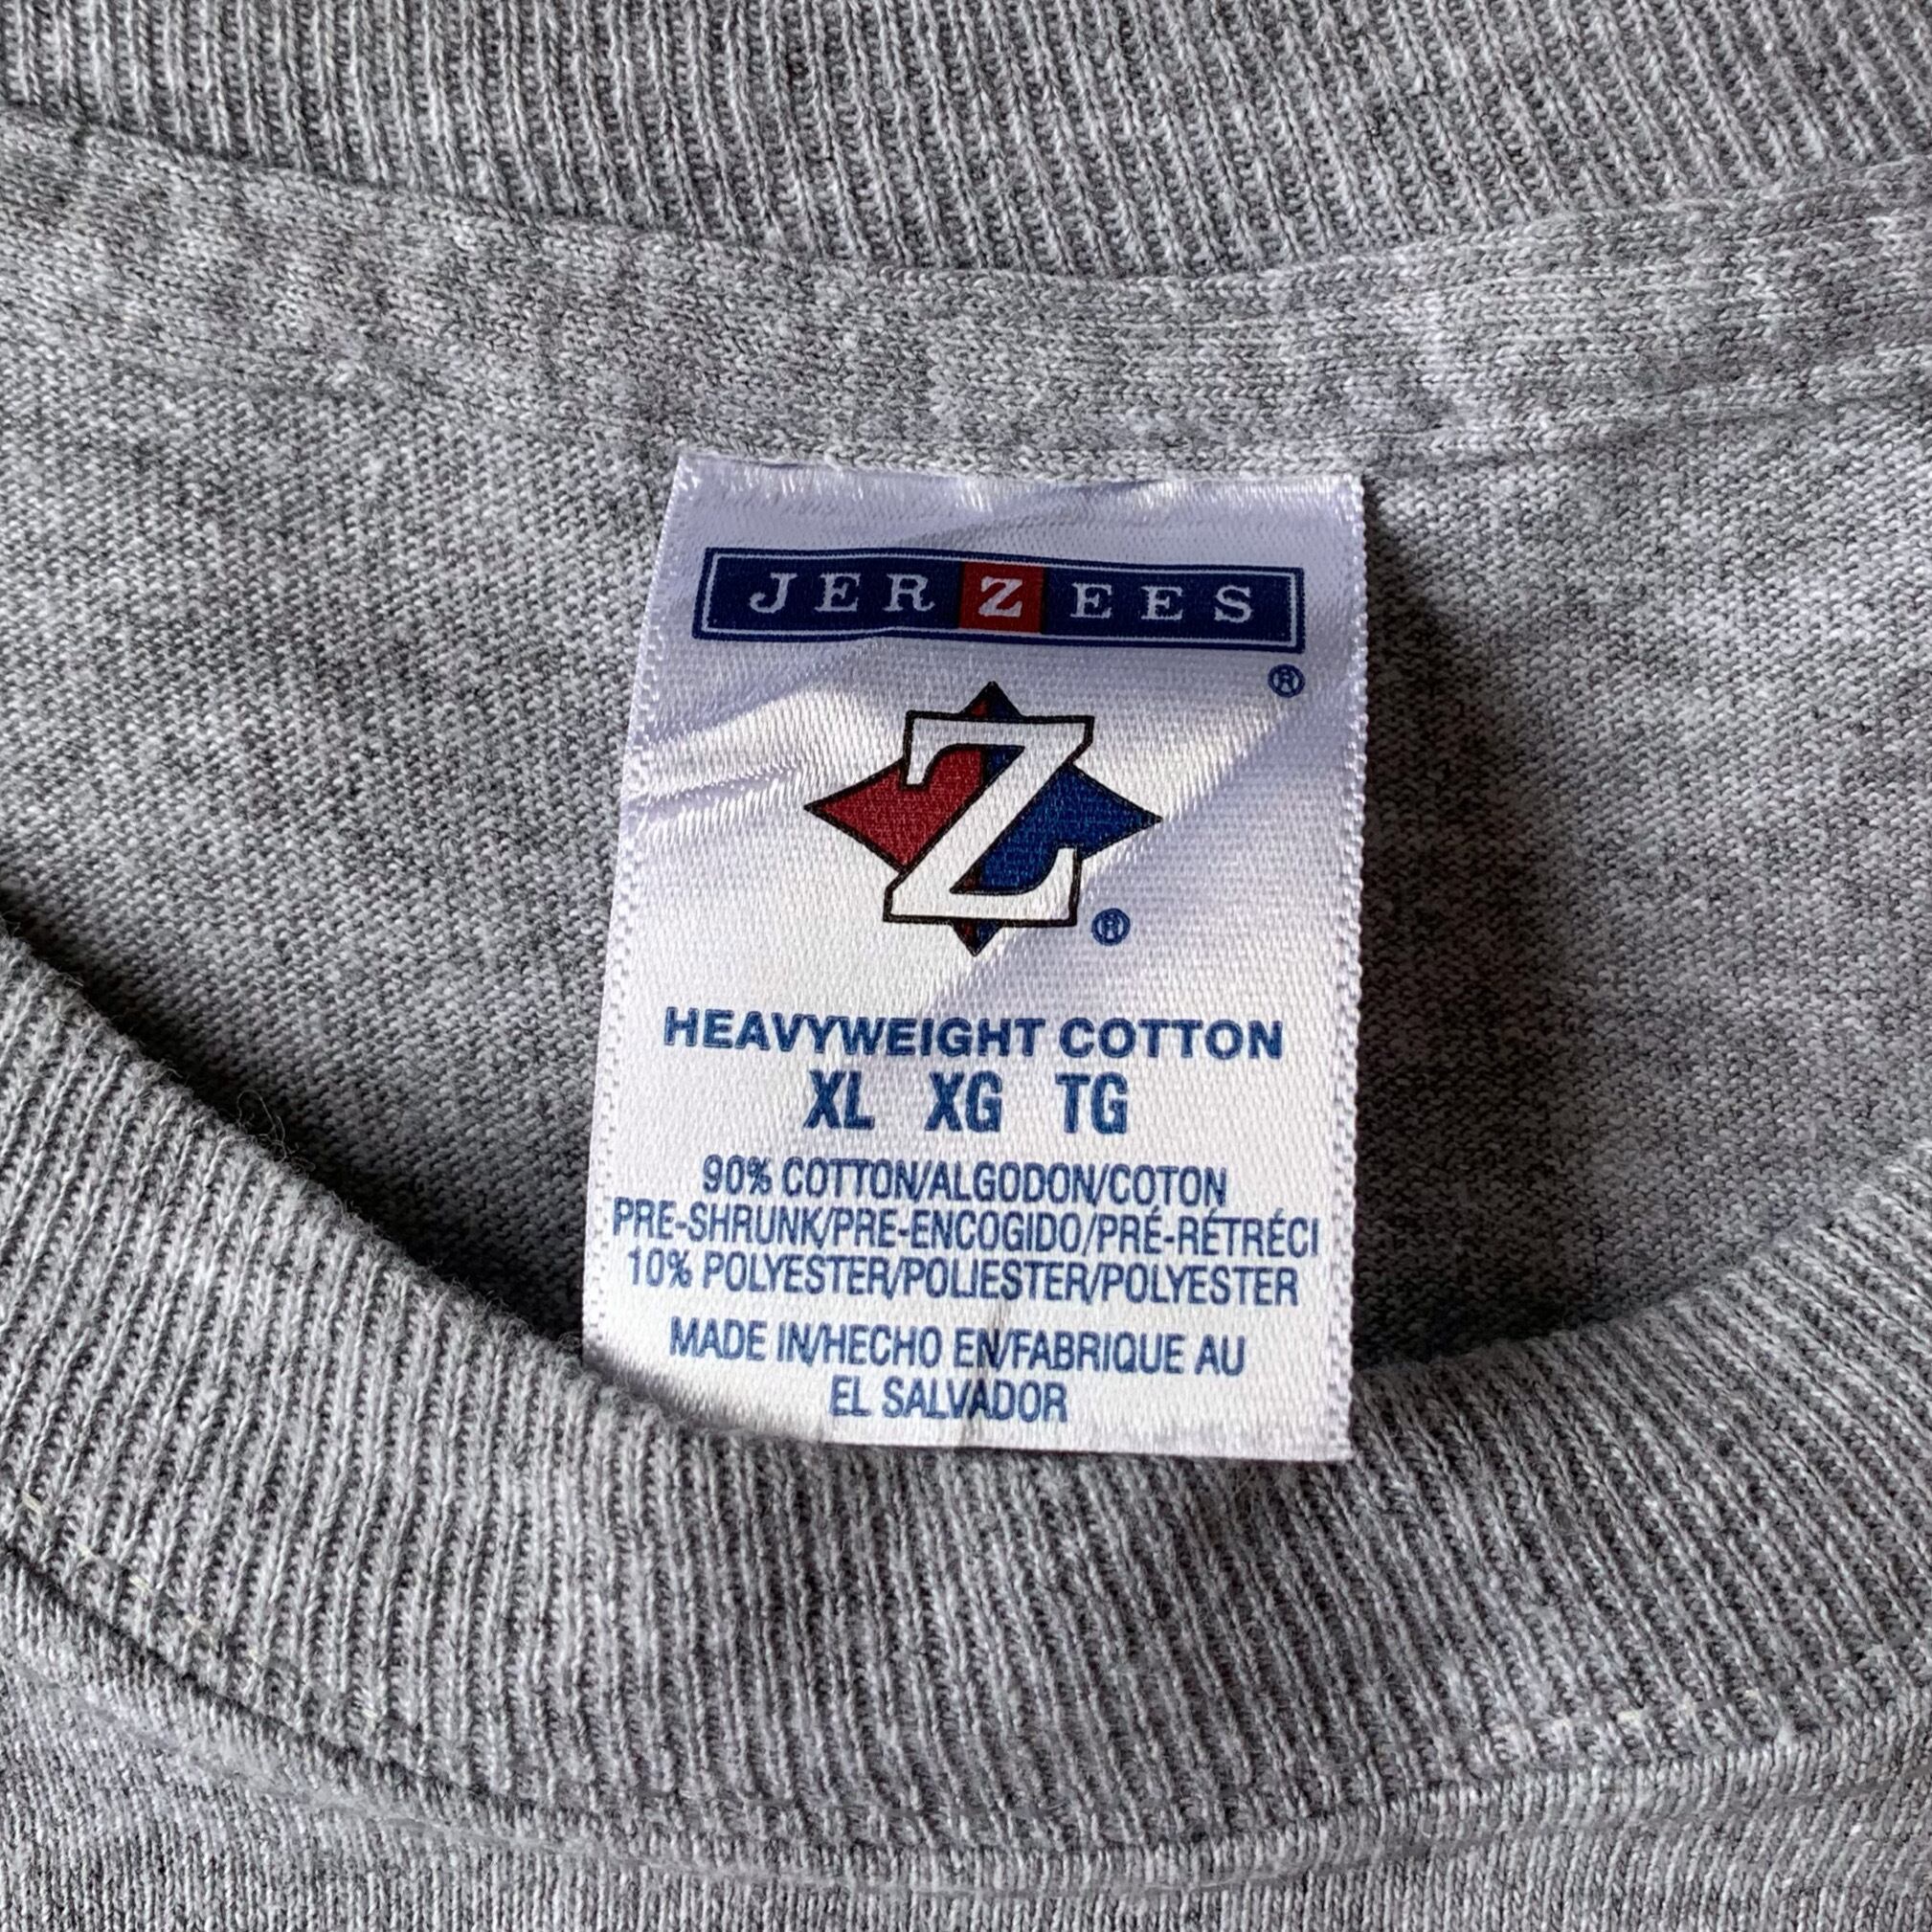 JERZEES
®
Z
®
HEAVYWEIGHT COTTON
XL XG TG
90% COTTON/ALGODON/COTON
PRE-SHRUNK/PRE-ENCOGIDO/PRÉ-RÉTRÉCI
10% POLYESTER/POLIESTER/POLYESTER
MADE IN/HECHO EN/FABRIQUE AU
EL SALVADOR